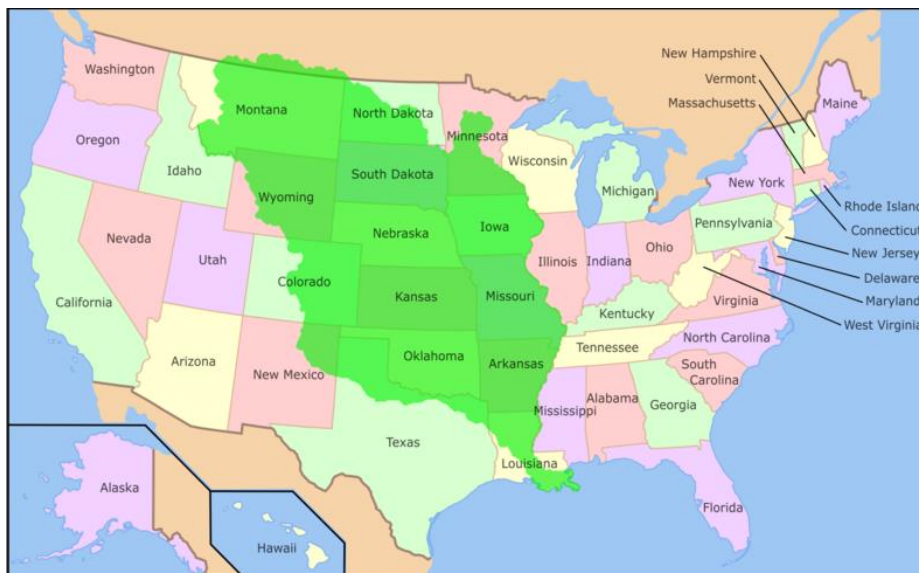 New Hampshire
Vermont
Massachusetts
Washington
Montana
North Dakota
Minnesota
Maine
Oregon
Idaho
Wisconsin
South Dakota
Wyoming
Michigan
New York
Rhode Island
Connecticut
New Jersey
Delaware
Maryland
West Virginia
Pennsylvania
Iowa
Nebraska
Nevada
Utah
Colorado
Illinois
Indiana
Ohio
California
Kansas
Missouri
Kentucky
Virginia
North Carolina
Tennessee
Arizona
New Mexico
Oklahoma
Arkansas
South
Carolina
Mississippi
Alabama
Georgia
Texas
Louisiana
Alaska
Florida
Hawaii